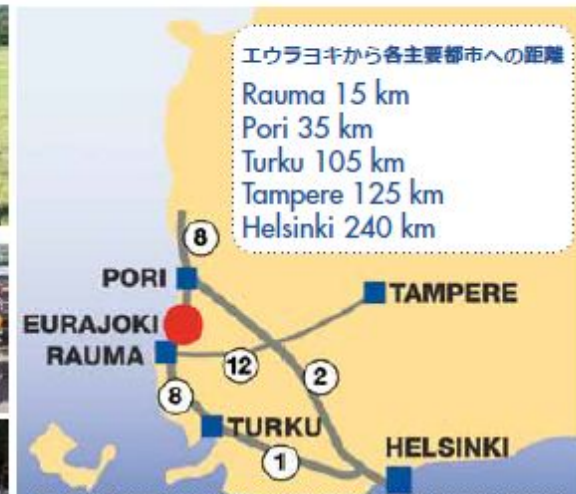 エウラヨキから各主要都市への距離
Rauma 15 km
Pori 35 km
Turku 105 km
Tampere 125 km
Helsinki 240 km
8
PORI
TAMPERE
EURAJOKI
RAUMA
12
2
8
TURKU
1
HELSINKI